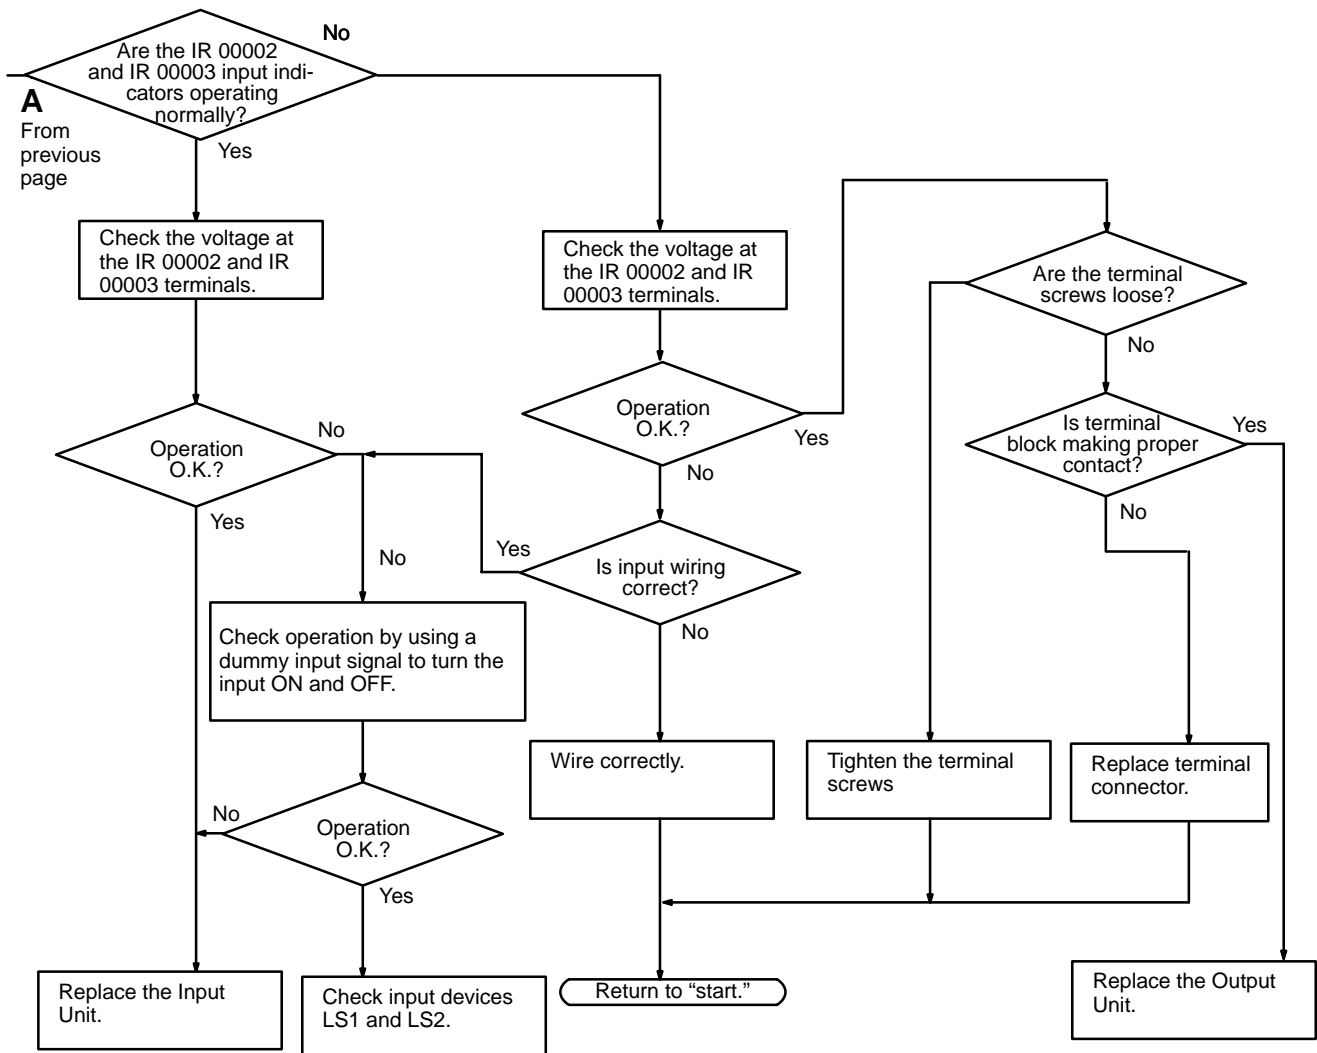 No
Are the IR 00002
and IR 00003 input indi-
cators operating
normally?
A
From
previous
page
Yes
Check the voltage at
the IR 00002 and IR
00003 terminals.
Check the voltage at
the IR 00002 and IR
00003 terminals.
Are the terminal
screws loose?
No
Operation
O.K.?
Yes
No
Is terminal
block making proper
contact?
Yes
No
Operation
O.K.?
No
Yes
No
Is input wiring
correct?
Yes
No
Check operation by using a
dummy input signal to turn the
input ON and OFF.
Wire correctly.
Tighten the terminal
screws
Replace terminal
connector.
Operation
O.K.?
No
Yes
Replace the Input
Unit.
Check input devices
LS1 and LS2.
Return to “start.”
Replace the Output
Unit.